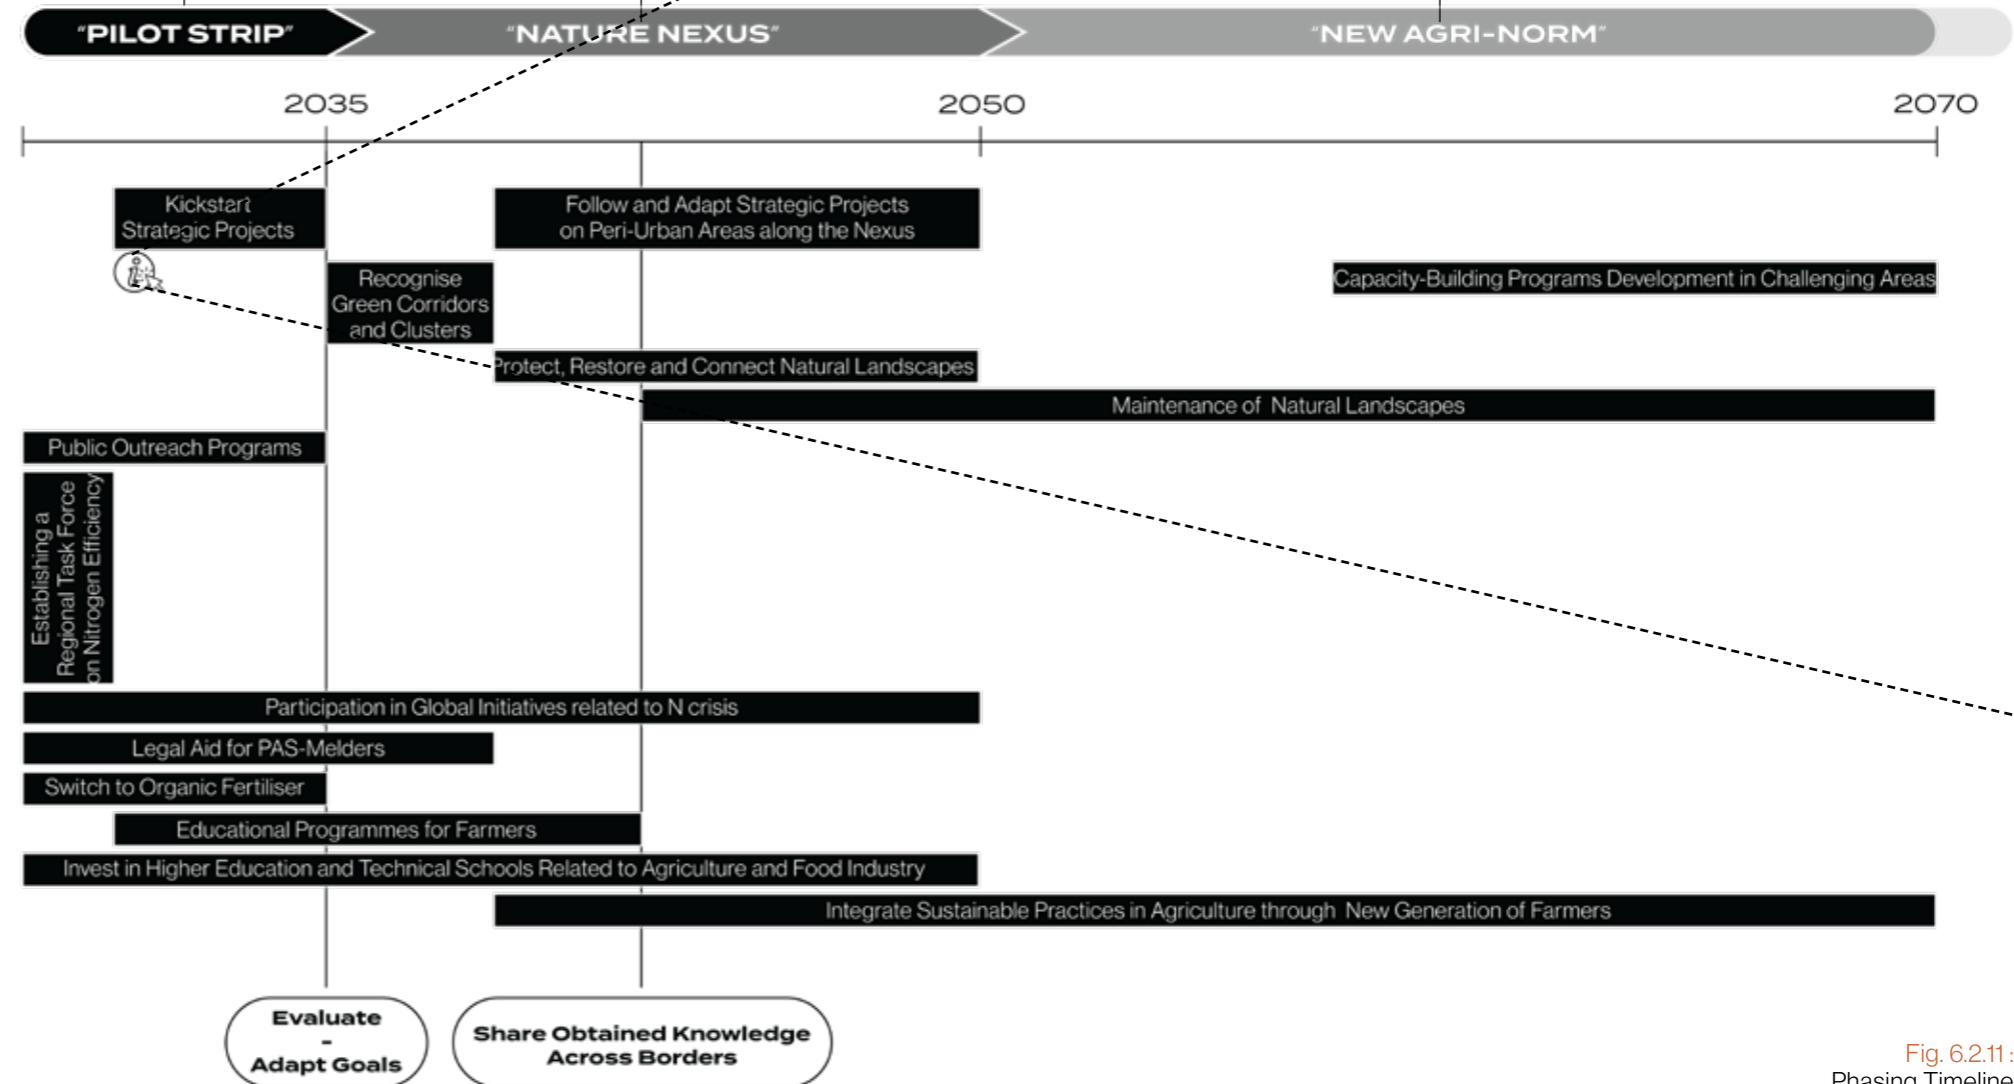 "PILOT STRIP"
"NATURE NEXUS"
"NEW AGRI-NORM"
2035
2050
2070
Kickstart
Strategic Projects
Follow and Adapt Strategic Projects
on Peri-Urban Areas along the Nexus
Recognise
Green Corridors
and Clusters
Capacity-Building Programs Development in Challenging Areas
Protect, Restore and Connect Natural Landscapes
Maintenance of Natural Landscapes
Public Outreach Programs
Establishing a
Regional Task Force
on Nitrogen Efficiency
Participation in Global Initiatives related to N crisis
Legal Aid for PAS-Melders
Switch to Organic Fertiliser
Educational Programmes for Farmers
Invest in Higher Education and Technical Schools Related to Agriculture and Food Industry
Integrate Sustainable Practices in Agriculture through New Generation of Farmers
Evaluate
-
Adapt Goals
Share Obtained Knowledge
Across Borders
Fig. 6.2.11 :
Phasing Timeline